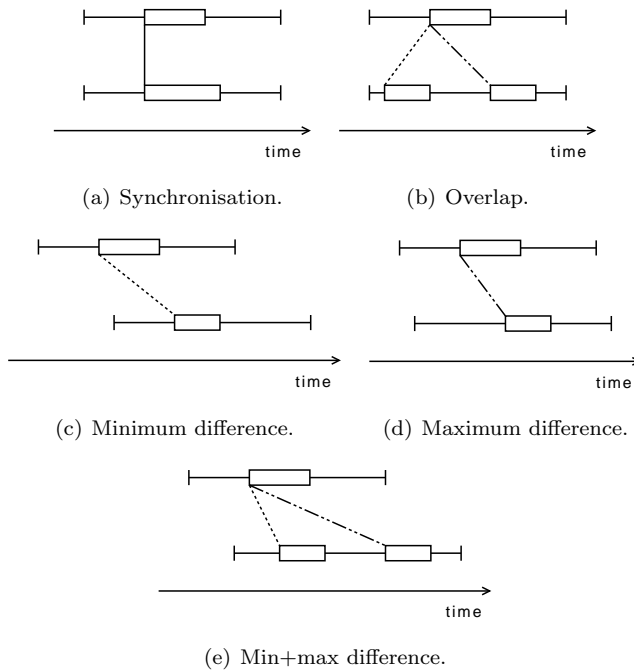 time
time
(a) Synchronisation.
(b) Overlap.
time
time
(c) Minimum difference.
(d) Maximum difference.
time
(e) Min+max difference.